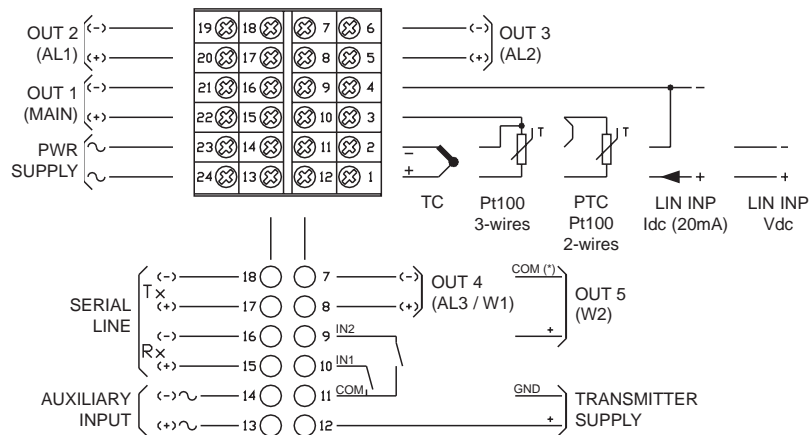 OUT 2 (-) 19 18 7 6 (-) OUT 3
(AL1) (+) 20 17 8 5 (+) (AL2)
OUT 1 (-) 21 16 9 4 -
(MAIN) (+) 22 15 10 3 T T
PWR 23 14 11 2 - -
SUPPLY 24 13 12 1 + + +
TC Pt100 PTC LIN INP LIN INP
3-wires Pt100 Idc (20mA) Vdc
2-wires
(-) 18 7 (-) OUT 4 COM (*) OUT 5
SERIAL Tx (+) 17 8 (+) (AL3 / W1) (W2)
LINE (-) 16 9 IN2 +
Rx (+) 15 10 IN1
AUXILIARY (-) 14 11 COM GND TRANSMITTER
INPUT (+) 13 12 + SUPPLY